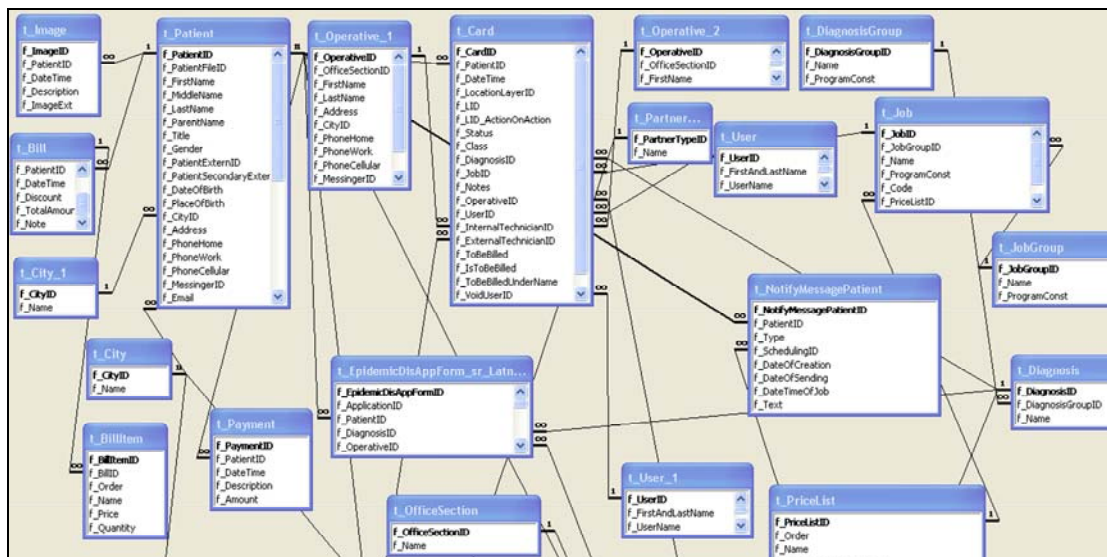 t_Image
f_ImageID
f_PatientID
f_DateTime
f_Description
f_ImageExt
t_Bill
f_PatientID
f_DateTime
f_Discount
f_TotalAmour
f_Note
t_City_1
f_CityID
f_Name
t_City
f_CityID
f_Name
t_BillItem
f_BillItemID
f_BillID
f_Order
f_Name
f_Price
f_Quantity
t_Patient
f_PatientID
f_PatientFileID
f_FirstName
f_MiddleName
f_LastName
f_ParentName
f_Title
f_Gender
f_PatientExternID
f_PatientSecondaryExter
f_DateOfBirth
f_PlaceOfBirth
f_CityID
f_Address
f_PhoneHome
f_PhoneWork
f_PhoneCellular
f_MessingerID
f_Email
t_Payment
f_PaymentID
f_PatientID
f_DateTime
f_Description
f_Amount
t_Operative_1
f_OperativeID
f_OfficeSectionID
f_FirstName
f_LastName
f_Address
f_CityID
f_PhoneHome
f_PhoneWork
f_PhoneCellular
f_MessingerID
t_EpidemicDisAppForm_sr_Latn...
f_EpidemicDisAppFormID
f_ApplicationID
f_PatientID
f_DiagnosisID
f_OperativeID
t_OfficeSection
f_OfficeSectionID
f_Name
t_Card
f_CardID
f_PatientID
f_DateTime
f_LocationLayerID
f_LID
f_LID_ActionOnAction
f_Status
f_Class
f_DiagnosisID
f_JobID
f_Notes
f_OperativeID
f_UserID
f_InternalTechnicianID
f_ExternalTechnicianID
f_ToBeBilled
f_IsToBeBilled
f_ToBeBilledUnderName
f_VoidUserID
t_Operative_2
f_OperativeID
f_OfficeSectionID
f_FirstName
t_Partner...
f_PartnerTypeID
f_Name
t_User
f_UserID
f_FirstAndLastName
f_UserName
t_DiagnosisGroup
f_DiagnosisGroupID
f_Name
f_ProgramConst
t_Job
f_JobID
f_JobGroupID
f_Name
f_ProgramConst
f_Code
f_PriceListID
t_JobGroup
f_JobGroupID
f_Name
f_ProgramConst
t_NotifyMessagePatient
f_NotifyMessagePatientID
f_PatientID
f_Type
f_SchedulingID
f_DateOfCreation
f_DateOfSending
f_DateTimeOfJob
f_Text
t_Diagnosis
f_DiagnosisID
f_DiagnosisGroupID
f_Name
t_User_1
f_UserID
f_FirstAndLastName
f_UserName
t_PriceList
f_PriceListID
f_Order
f_Name